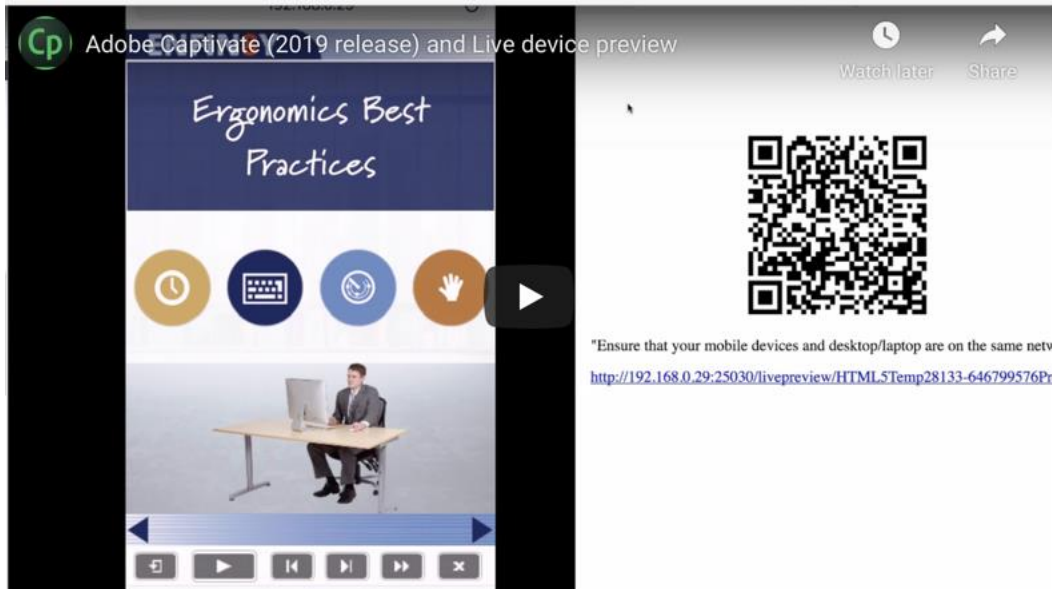 Adobe Captivate (2019 release) and Live device preview
Watch later
Share
Cp
Ergonomics Best
Practices
"Ensure that your mobile devices and desktop/laptop are on the same netw
http://192.168.0.29:25030/livepreview/HTML5Temp28133-646799576Pr